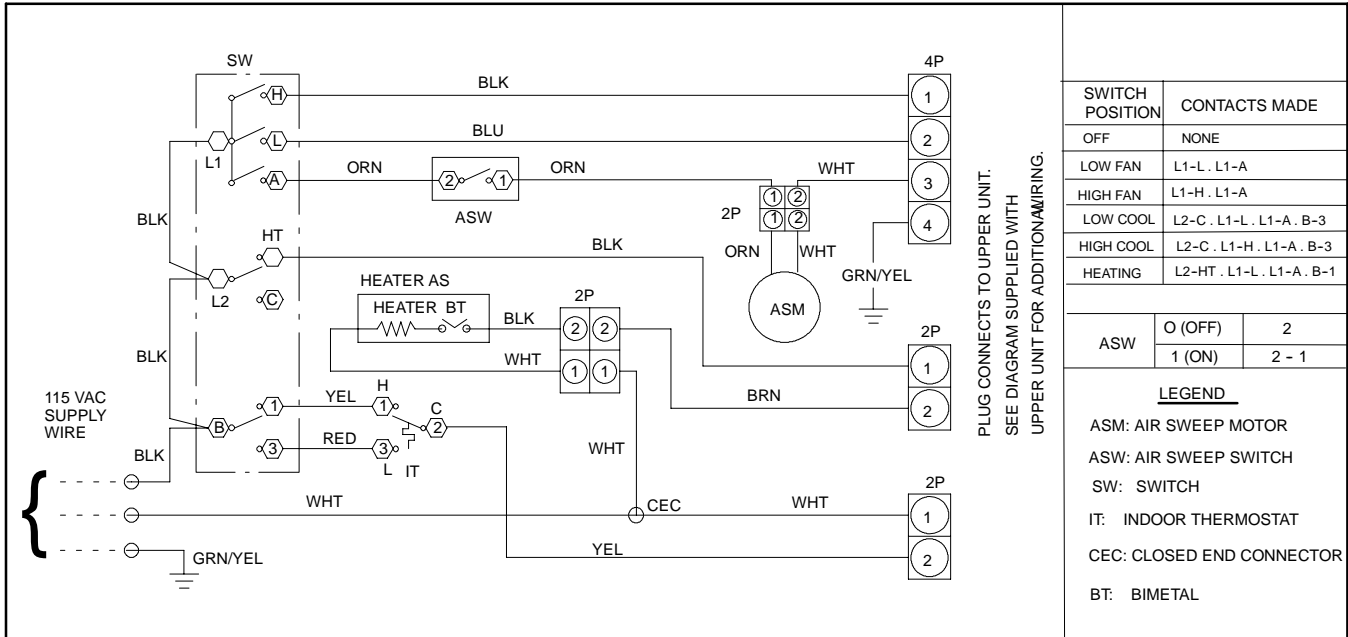 SW
H
BLK
4P
1
L1
L
BLU
2
A
ORN
2
1
ORN
ASW
WHT
3
2P
1 2
1 2
4
ORN
WHT
GRN/YEL
ASM
BLK
HT
BLK
L2
C
HEATER AS
HEATER BT
BLK
WHT
2P
2 2
1 1
2P
1
BRN
2
BLK
115 VAC
SUPPLY
WIRE
BLK
B
1
YEL
H
1
C
2
3
RED
3
L
IT
WHT
WHT
CEC
WHT
2P
1
YEL
2
GRN/YEL
{
PLUG CONNECTS TO UPPER UNIT.
SEE DIAGRAM SUPPLIED WITH
UPPER UNIT FOR ADDITIONALWIRING.
SWITCH
POSITION
CONTACTS MADE
OFF NONE
LOW FAN L1-L . L1-A
HIGH FAN L1-H . L1-A
LOW COOL L2-C . L1-L . L1-A . B-3
HIGH COOL L2-C . L1-H . L1-A . B-3
HEATING L2-HT . L1-L . L1-A . B-1
ASW
O (OFF) 2
1 (ON) 2 - 1
LEGEND
ASM: AIR SWEEP MOTOR
ASW: AIR SWEEP SWITCH
SW: SWITCH
IT: INDOOR THERMOSTAT
CEC: CLOSED END CONNECTOR
BT: BIMETAL